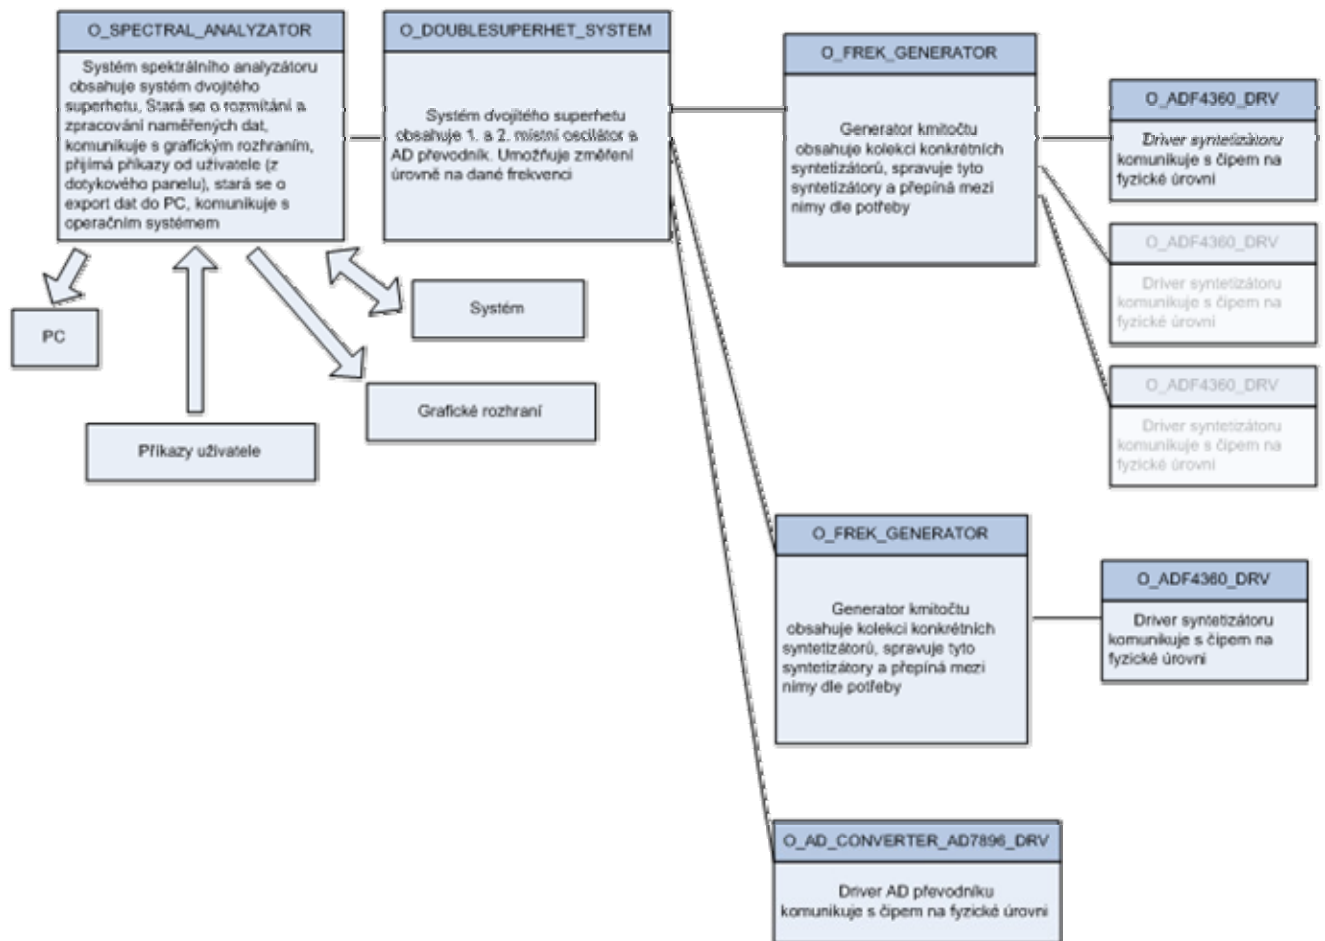 O_SPECTRAL_ANALYZATOR
Systém spektrálního analyzátoru
obsahuje systém dvojitého
superhetu, Stará se o rozmítání a
zpracování naměřených dat,
komunikuje s grafickým rozhraním,
přijímá příkazy od uživatele (z
dotykového panelu), stará se o
export dat do PC, komunikuje s
operačním systémem
O_DOUBLESUPERHET_SYSTEM
Systém dvojitého superhetu
obsahuje 1. a 2. místní oscilátor a
AD převodník. Umožňuje změření
úrovně na dané frekvenci
O_FREK_GENERATOR
Generator kmitočtu
obsahuje kolekci konkrétních
syntetizátorů, spravuje tyto
syntetizátory a přepíná mezi
nimy dle potřeby
O_ADF4360_DRV
Driver syntetizátoru
komunikuje s čipem na
fyzické úrovni
O_ADF4360_DRV
Driver syntetizátoru
komunikuje s čipem na
fyzické úrovni
O_ADF4360_DRV
Driver syntetizátoru
komunikuje s čipem na
fyzické úrovni
PC
Systém
Grafické rozhraní
Příkazy uživatele
O_FREK_GENERATOR
Generator kmitočtu
obsahuje kolekci konkrétních
syntetizátorů, spravuje tyto
syntetizátory a přepíná mezi
nimy dle potřeby
O_ADF4360_DRV
Driver syntetizátoru
komunikuje s čipem na
fyzické úrovni
O_AD_CONVERTER_AD7896_DRV
Driver AD převodníku
komunikuje s čipem na fyzické úrovni